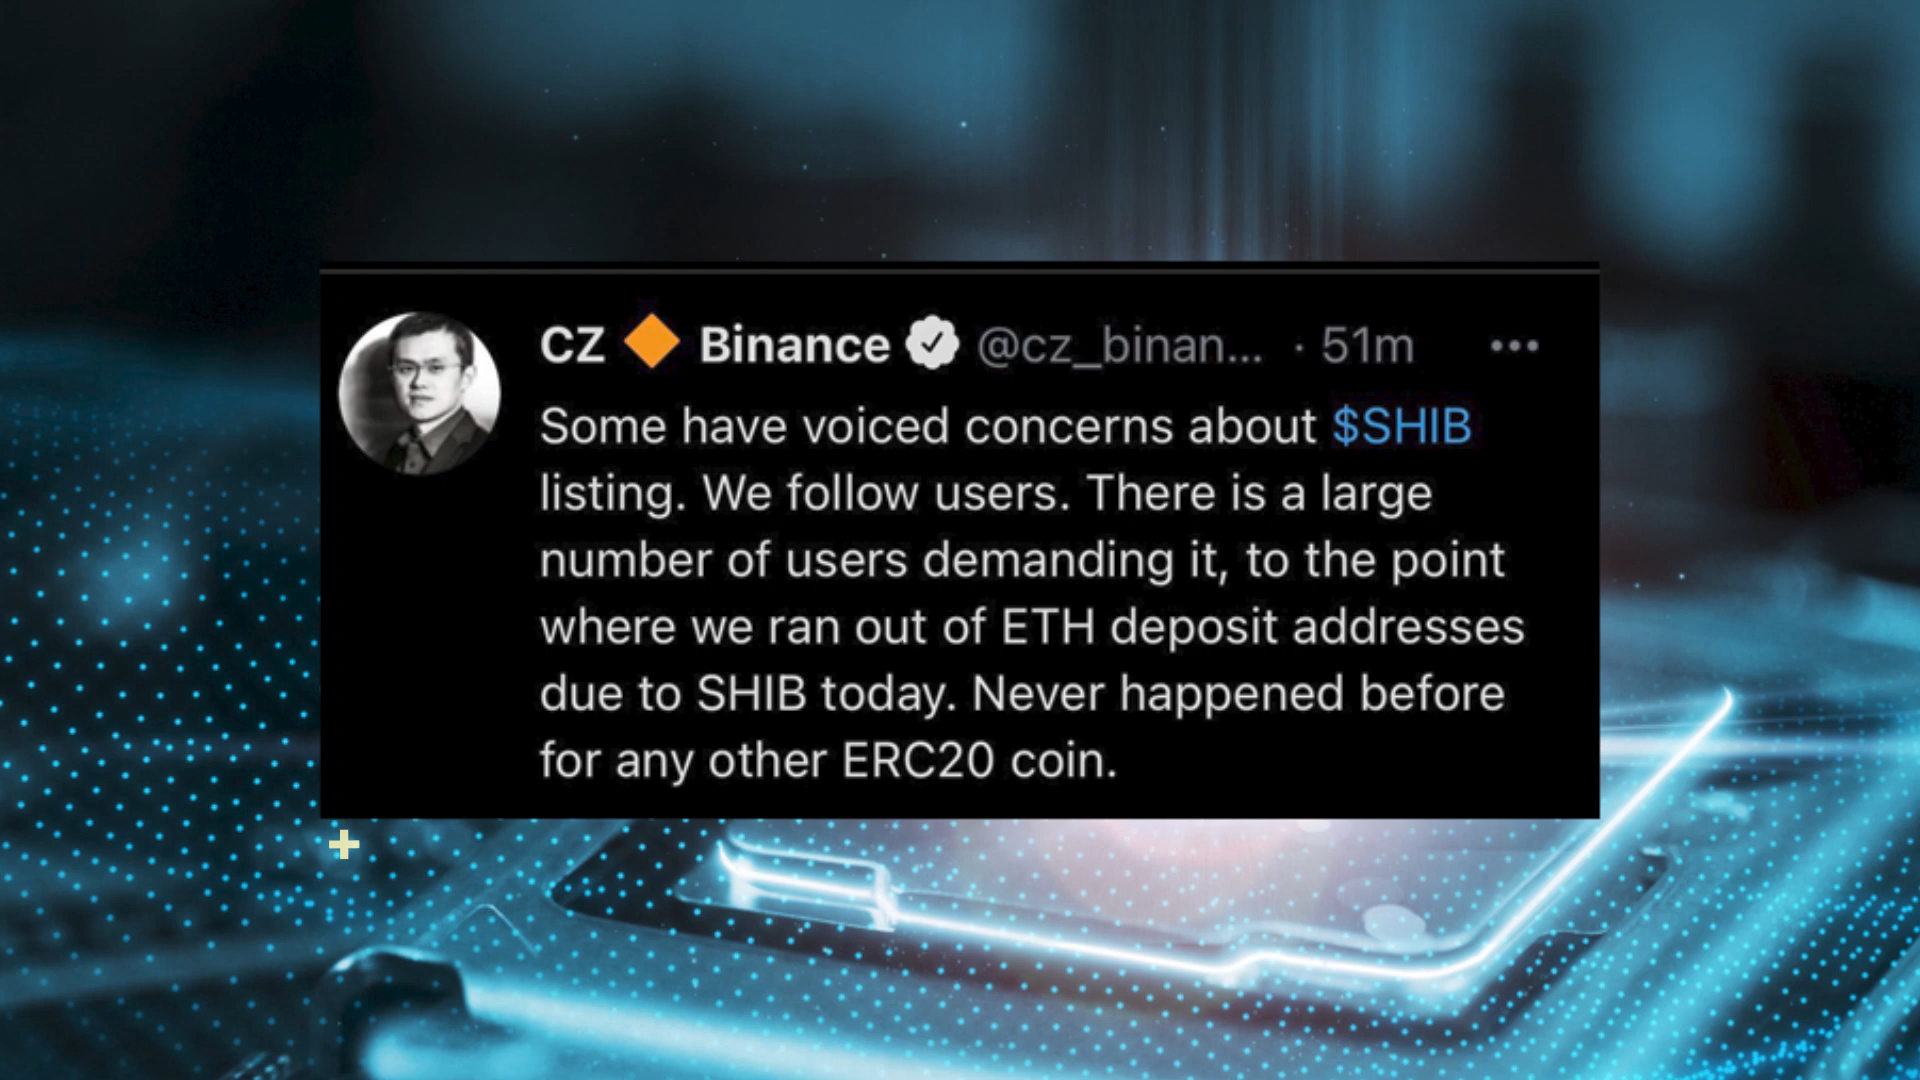 CZ 🔶 Binance @cz_binan... · 51m
Some have voiced concerns about $SHIB
listing. We follow users. There is a large
number of users demanding it, to the point
where we ran out of ETH deposit addresses
due to SHIB today. Never happened before
for any other ERC20 coin.